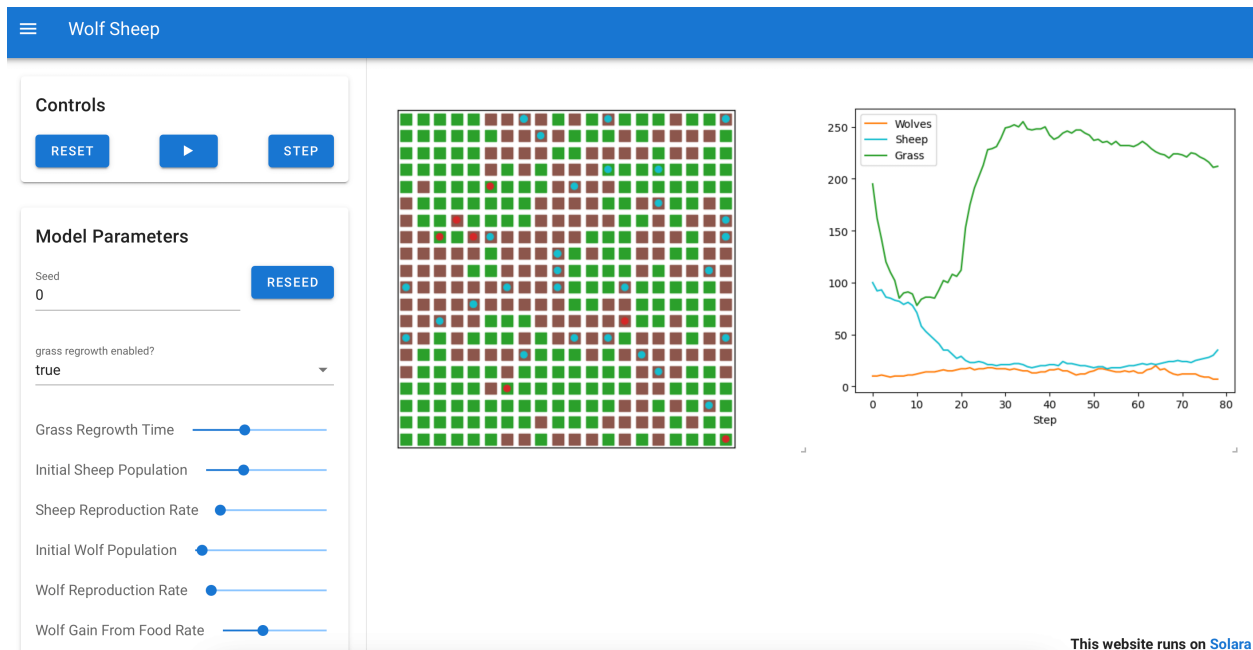 Wolf Sheep
Controls
RESET
STEP
Model Parameters
Seed
0
RESEED
grass regrowth enabled?
true
Grass Regrowth Time
Initial Sheep Population
Sheep Reproduction Rate
Initial Wolf Population
Wolf Reproduction Rate
Wolf Gain From Food Rate
Wolves
Sheep
Grass
250
200
150
100
50
0
0 10 20 30 40 50 60 70 80
Step
This website runs on Solara